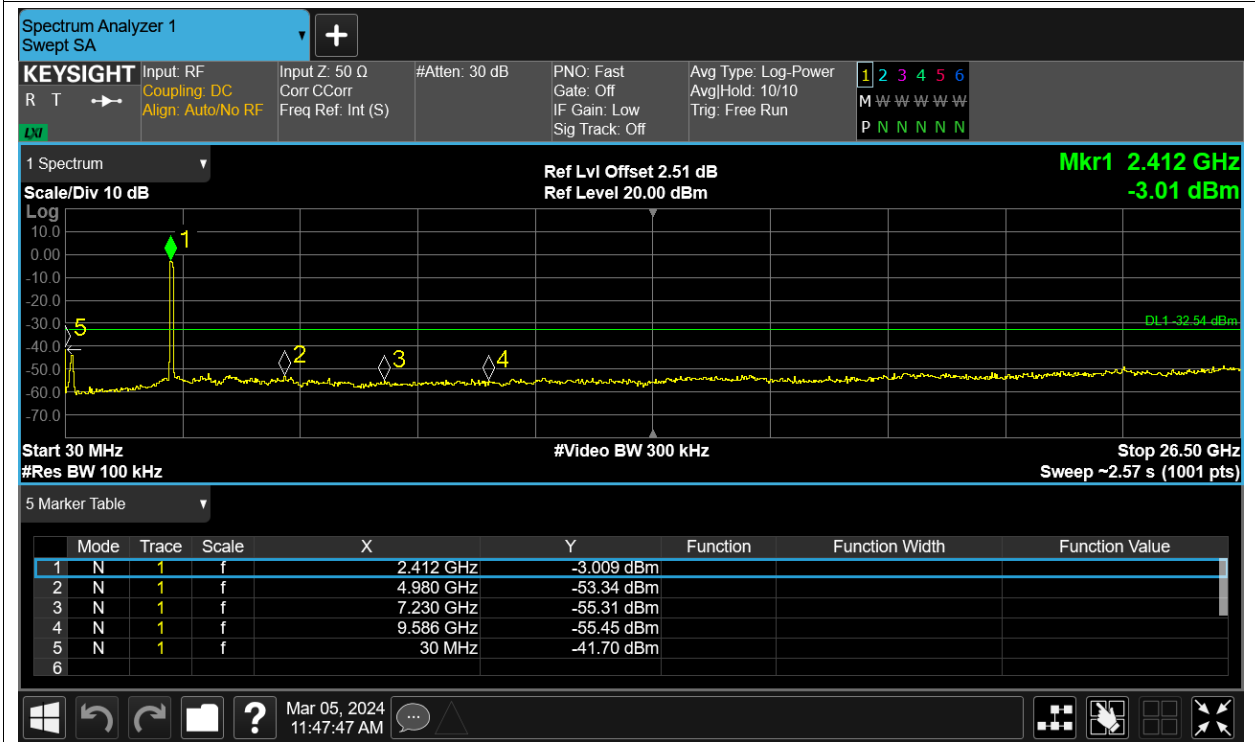 Spectrum Analyzer 1
Swept SA
+
KEYSIGHT
R T
LXI
Input: RF
Coupling: DC
Align: Auto/No RF
Input Z: 50 Ω
Corr CCorr
Freq Ref: Int (S)
#Atten: 30 dB
PNO: Fast
Gate: Off
IF Gain: Low
Sig Track: Off
Avg Type: Log-Power
Avg|Hold: 10/10
Trig: Free Run
1 2 3 4 5 6
M W W W W W
P N N N N N
1 Spectrum
Scale/Div 10 dB
Ref Lvl Offset 2.51 dB
Ref Level 20.00 dBm
Mkr1 2.412 GHz
-3.01 dBm
Log
10.0
0.00
-10.0
-20.0
-30.0
-40.0
-50.0
-60.0
-70.0
1
5
2
3
4
DL1 -32.54 dBm
Start 30 MHz
#Res BW 100 kHz
#Video BW 300 kHz
Stop 26.50 GHz
Sweep ~2.57 s (1001 pts)
5 Marker Table
Mode Trace Scale X Y Function Function Width Function Value
1 N 1 f 2.412 GHz -3.009 dBm
2 N 1 f 4.980 GHz -53.34 dBm
3 N 1 f 7.230 GHz -55.31 dBm
4 N 1 f 9.586 GHz -55.45 dBm
5 N 1 f 30 MHz -41.70 dBm
6
?
Mar 05, 2024
11:47:47 AM